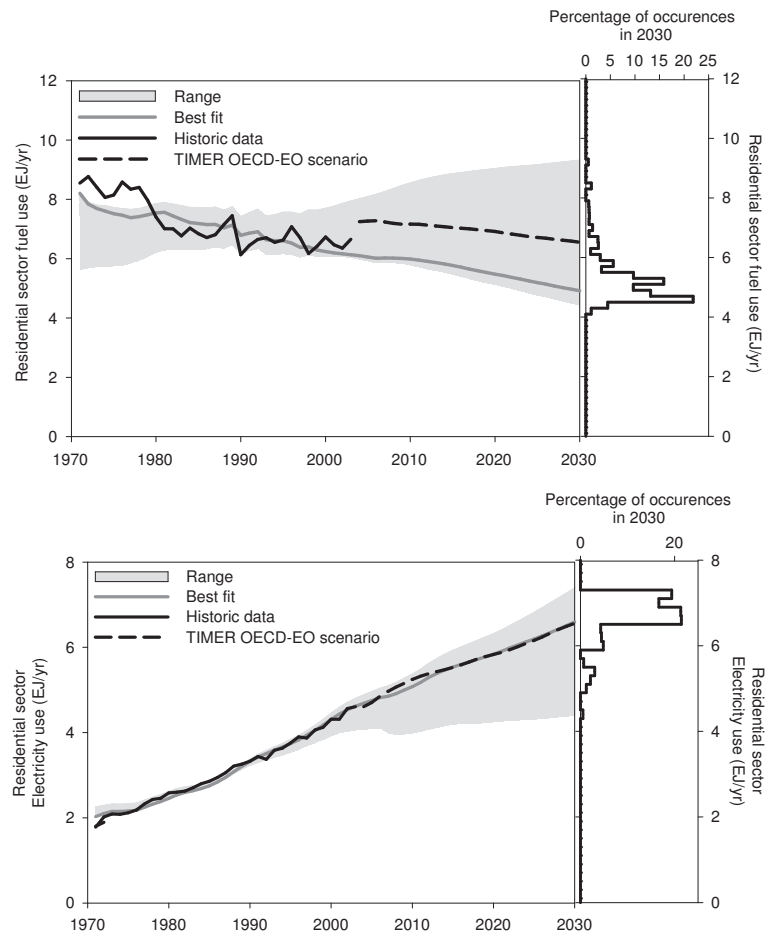 Percentage of occurences
in 2030
0 5 10 15 20 25
12
10
8
6
4
2
0
Residential sector fuel use (EJ/yr)
Range
Best fit
Historic data
TIMER OECD-EO scenario
12
10
8
6
4
2
0
Residential sector fuel use (EJ/yr)
1970 1980 1990 2000 2010 2020 2030
Percentage of occurences
in 2030
0 20
8
6
4
2
0
Residential sector
Electricity use (EJ/yr)
Range
Best fit
Historic data
TIMER OECD-EO scenario
8
6
4
2
0
Residential sector
Electricity use (EJ/yr)
1970 1980 1990 2000 2010 2020 2030